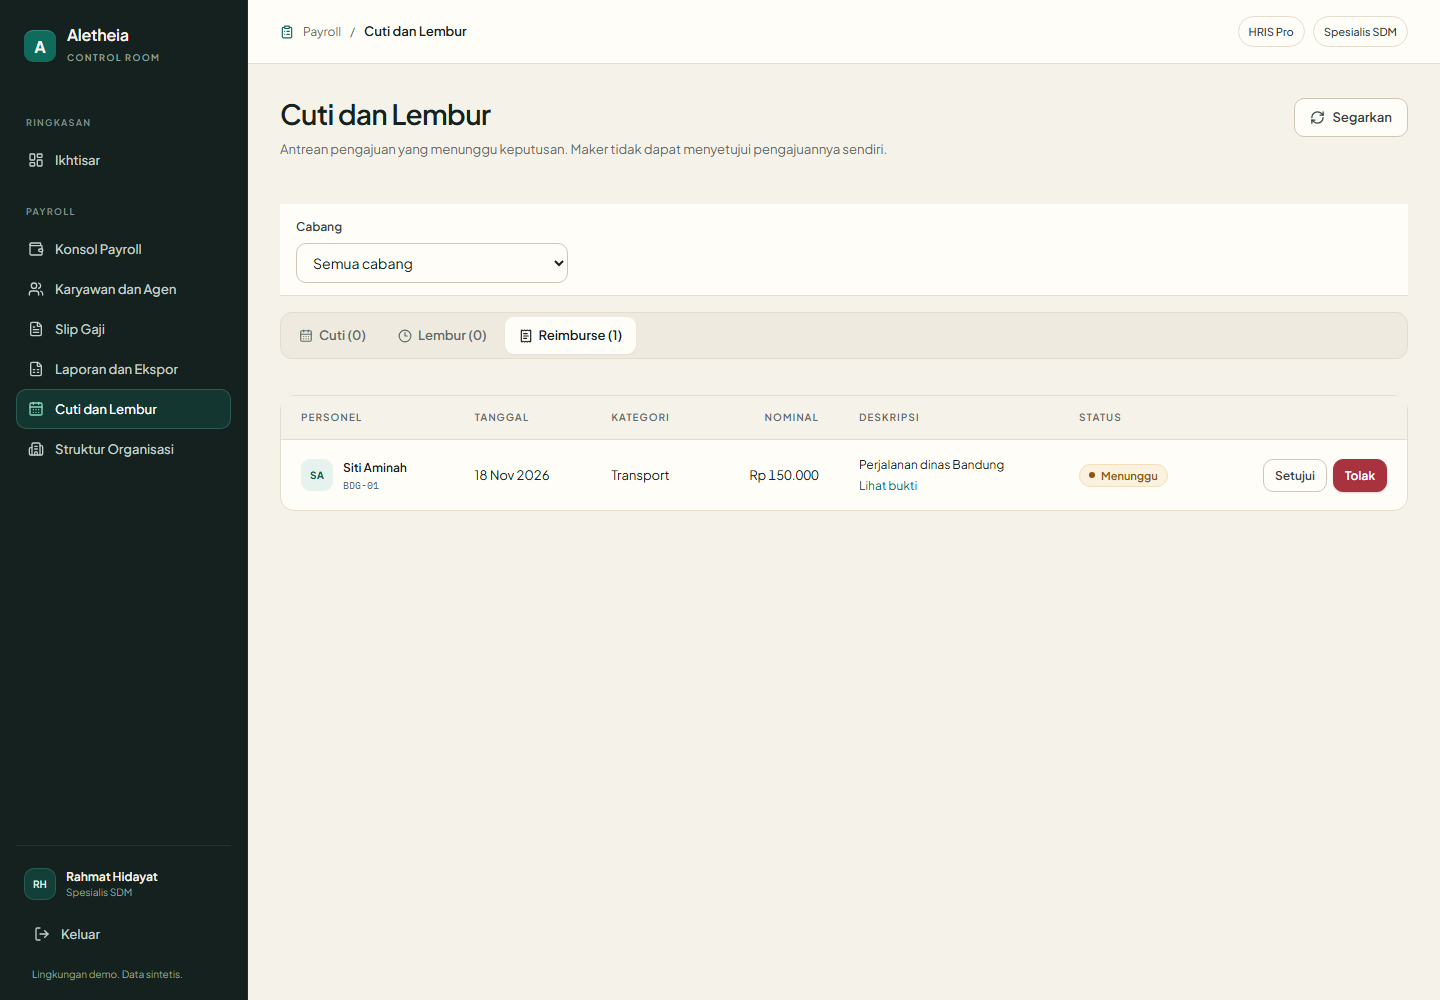 A
Aletheia
CONTROL ROOM
RINGKASAN
Ikhtisar
PAYROLL
Konsol Payroll
Karyawan dan Agen
Slip Gaji
Laporan dan Ekspor
Cuti dan Lembur
Struktur Organisasi
RH
Rahmat Hidayat
Spesialis SDM
Keluar
Lingkungan demo. Data sintetis.
Payroll / Cuti dan Lembur
HRIS Pro
Spesialis SDM
Cuti dan Lembur
Antrean pengajuan yang menunggu keputusan. Maker tidak dapat menyetujui pengajuannya sendiri.
Segarkan
Cabang
Semua cabang
Cuti (0)
Lembur (0)
Reimburse (1)
PERSONEL TANGGAL KATEGORI NOMINAL DESKRIPSI STATUS
SA
Siti Aminah
BDG-01
18 Nov 2026
Transport
Rp 150.000
Perjalanan dinas Bandung
Lihat bukti
Menunggu
Setujui
Tolak